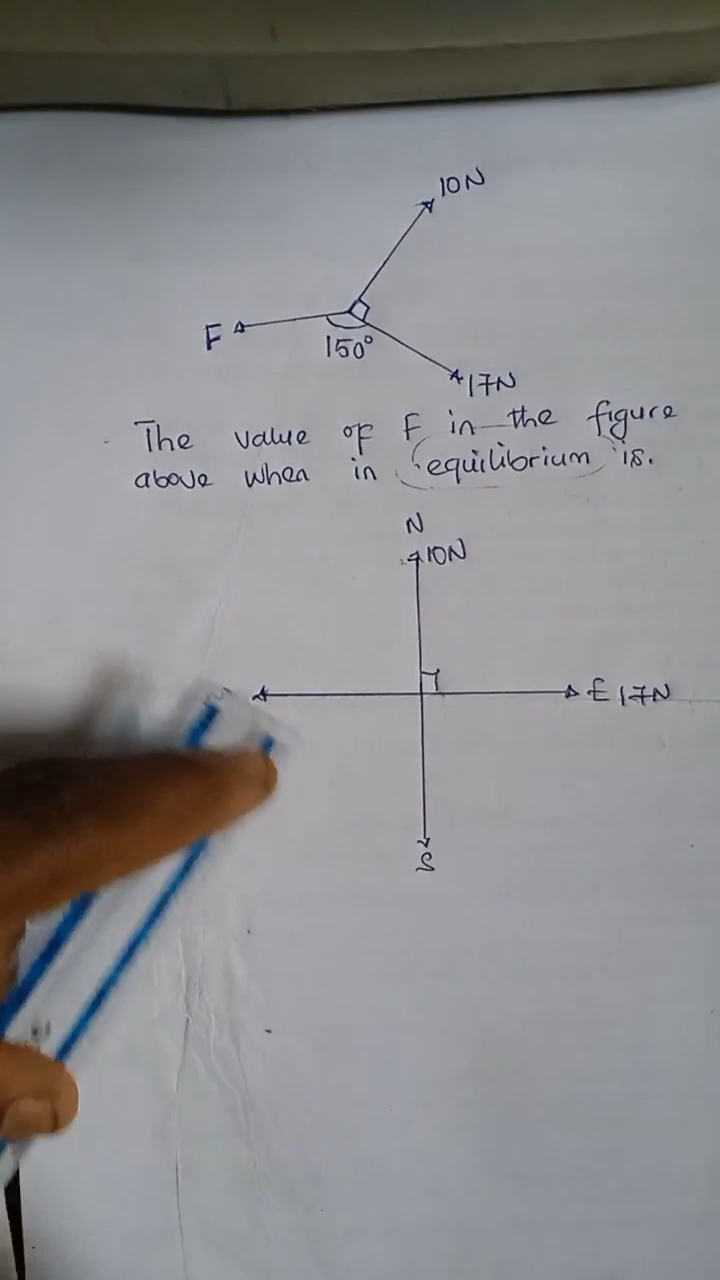 10N
F
150°
17N
The value of F in the figure
above when in equilibrium is.
N
10N
E 17N
S